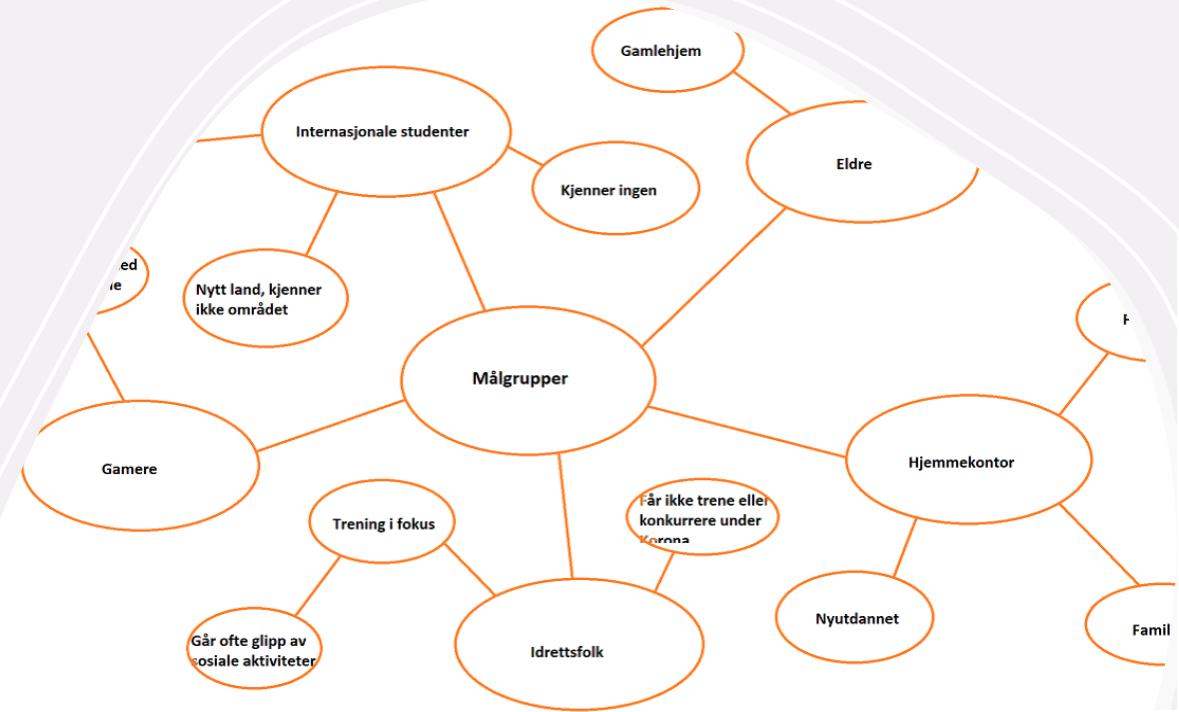 Gamlehjem
Internasjonale studenter
Eldre
Kjenner ingen
Nytt land, kjenner
ikke området
Målgrupper
Gamere
Hjemmekontor
Trening i fokus
Får ikke trene eller
konkurrere under
Korona
Går ofte glipp av
sosiale aktiviteter
Idrettsfolk
Nyutdannet